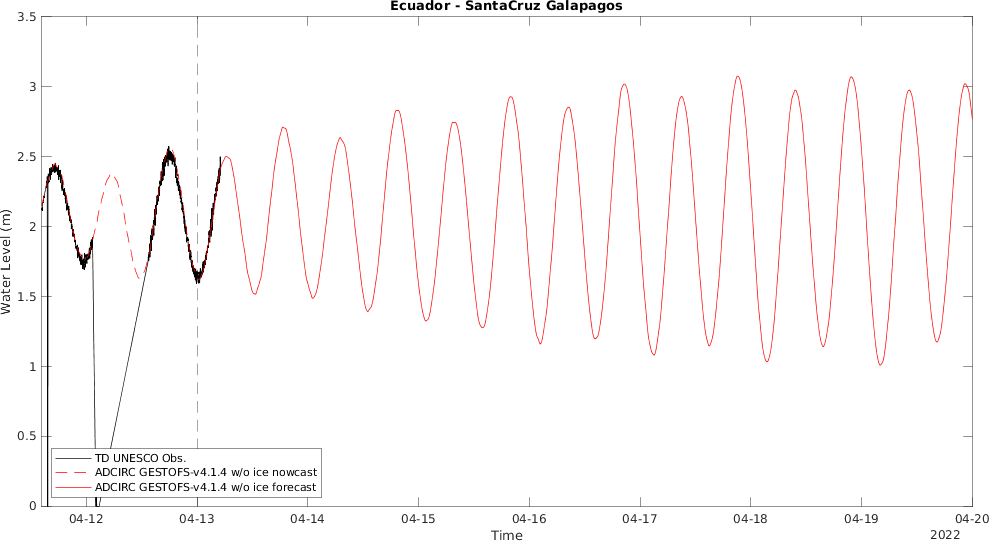 Ecuador - SantaCruz Galapagos
3.5
3
2.5
2
1.5
1
0.5
0
Water Level (m)
TD UNESCO Obs.
ADCIRC GESTOFS-v4.1.4 w/o ice nowcast
ADCIRC GESTOFS-v4.1.4 w/o ice forecast
04-12 04-13 04-14 04-15 04-16 04-17 04-18 04-19 04-20
Time
2022